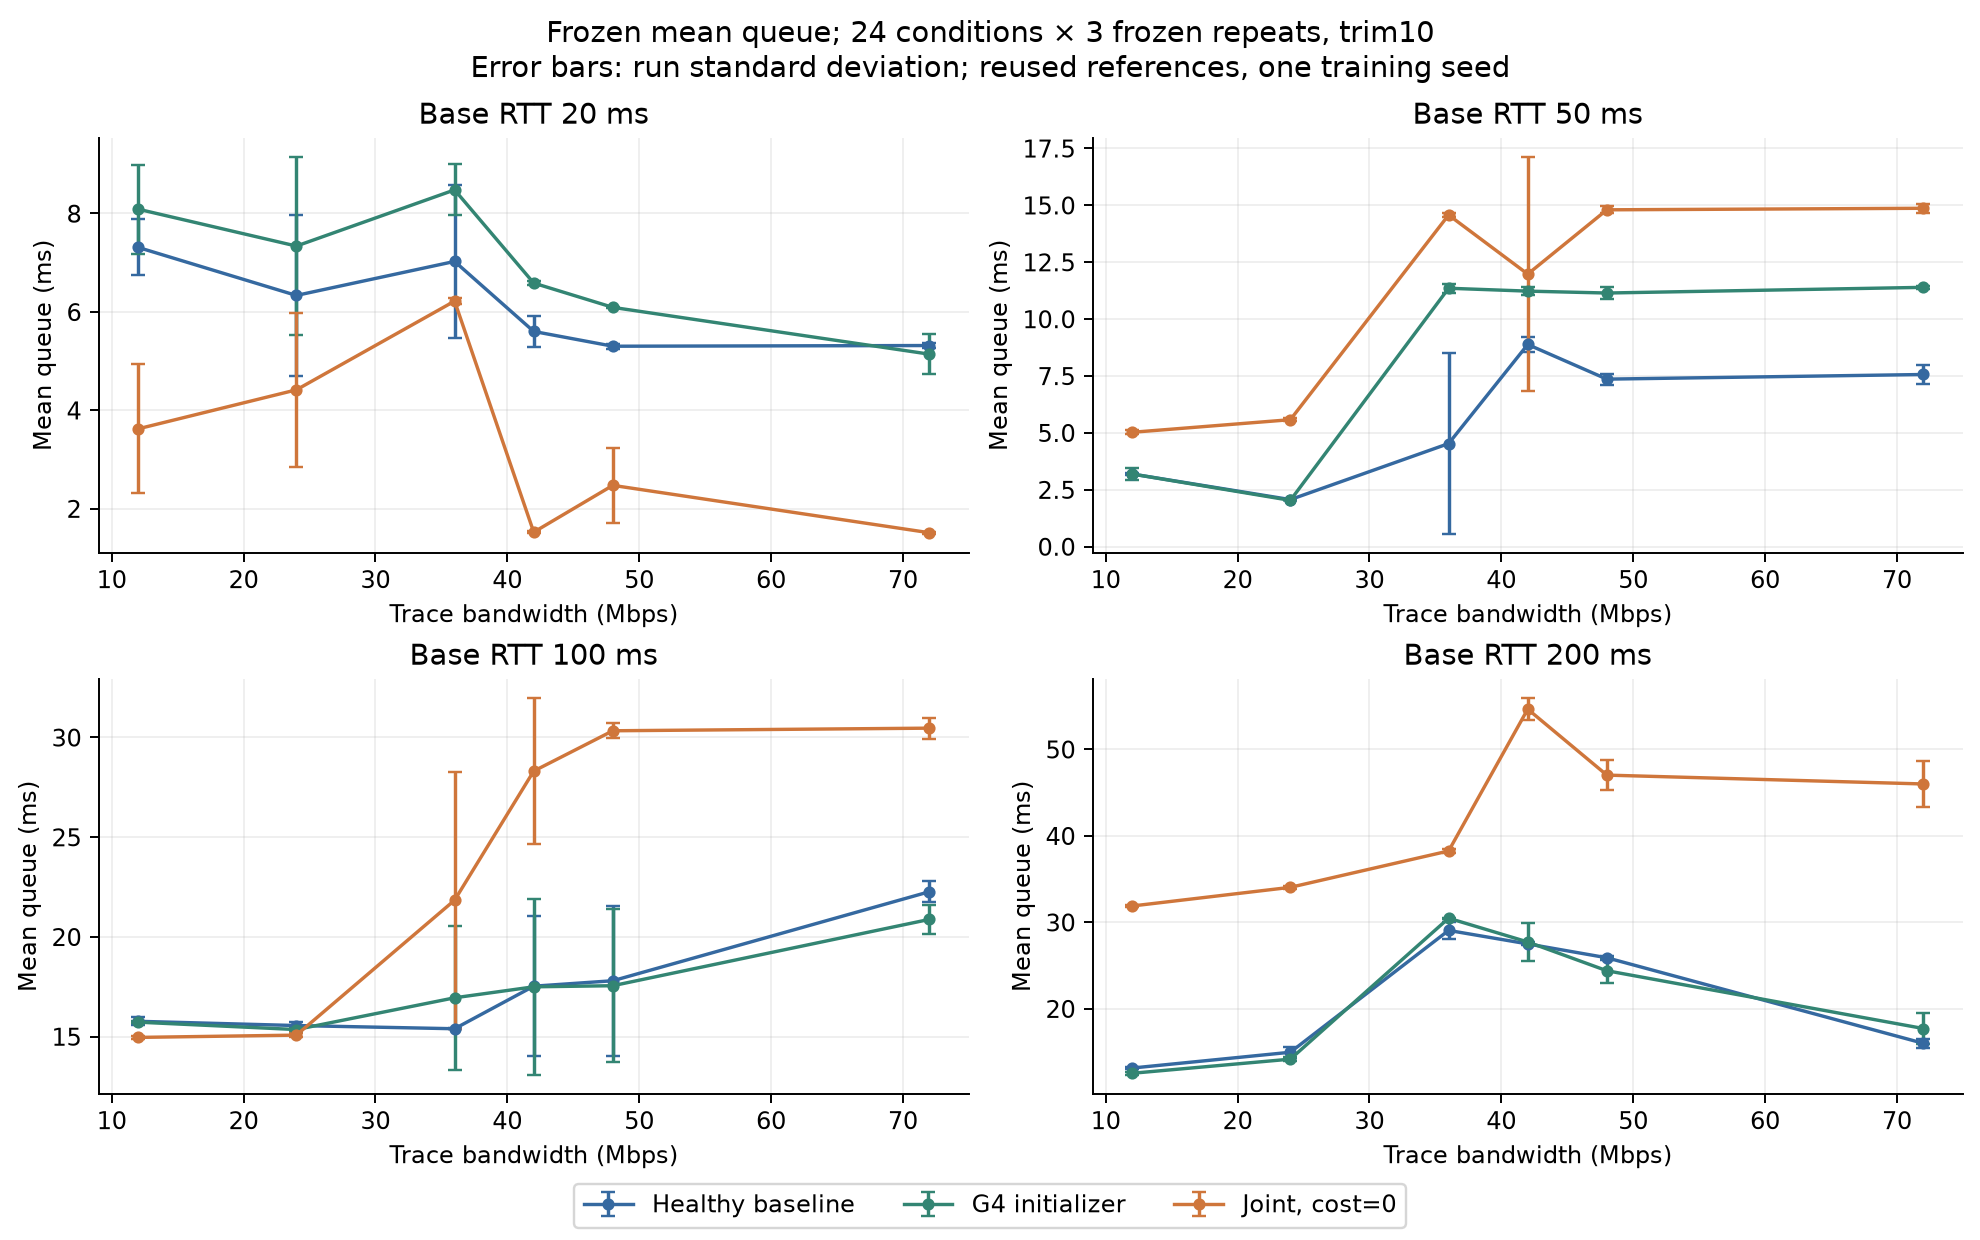 Frozen mean queue; 24 conditions × 3 frozen repeats, trim10
Error bars: run standard deviation; reused references, one training seed
Base RTT 20 ms
Mean queue (ms)
8
6
4
2
10 20 30 40 50 60 70
Trace bandwidth (Mbps)
Base RTT 50 ms
Mean queue (ms)
17.5
15.0
12.5
10.0
7.5
5.0
2.5
0.0
10 20 30 40 50 60 70
Trace bandwidth (Mbps)
Base RTT 100 ms
Mean queue (ms)
30
25
20
15
10 20 30 40 50 60 70
Trace bandwidth (Mbps)
Base RTT 200 ms
Mean queue (ms)
50
40
30
20
10 20 30 40 50 60 70
Trace bandwidth (Mbps)
Healthy baseline G4 initializer Joint, cost=0